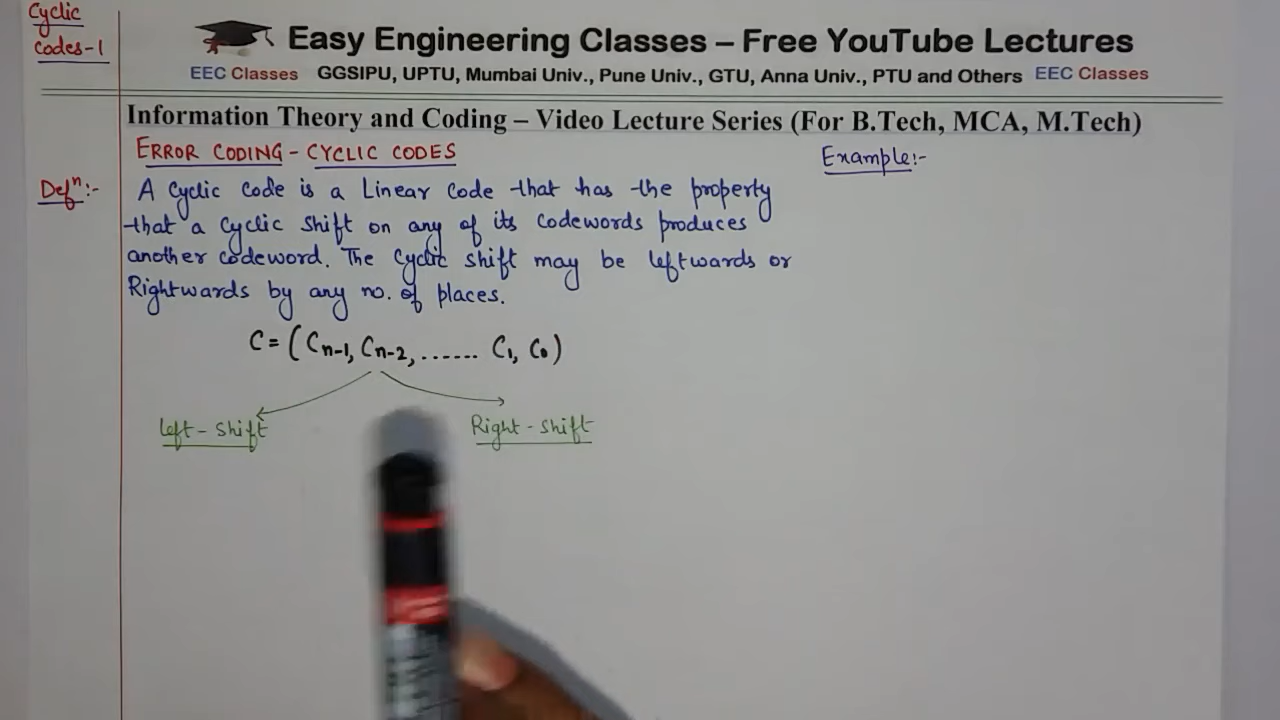 Cyclic
Codes-1
Easy Engineering Classes – Free YouTube Lectures
EEC Classes GGSIPU, UPTU, Mumbai Univ., Pune Univ., GTU, Anna Univ., PTU and Others EEC Classes
Information Theory and Coding – Video Lecture Series (For B.Tech, MCA, M.Tech)
ERROR CODING - CYCLIC CODES
Example:-
Defⁿ:- A Cyclic Code is a Linear Code that has the property
that a Cyclic Shift on any of its Codewords produces
another codeword. The Cyclic shift may be leftwards or
Rightwards by any no. of places.
C = (Cn-1, Cn-2, ...... C1, C0)
Left-Shift Right-Shift